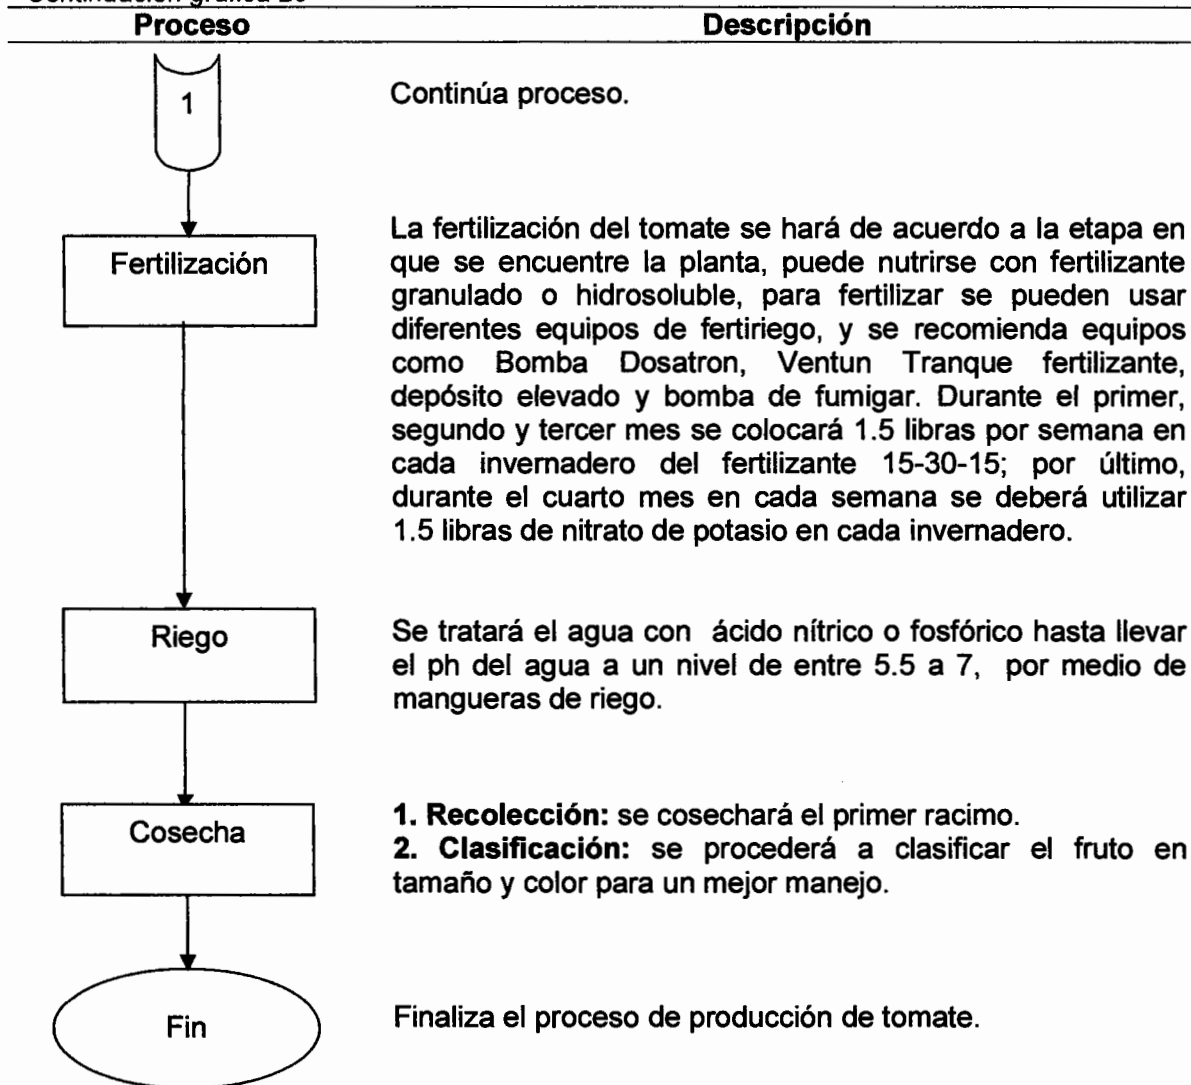 Proceso Descripción
1
Continúa proceso.
Fertilización
La fertilización del tomate se hará de acuerdo a la etapa en
que se encuentre la planta, puede nutrirse con fertilizante
granulado o hidrosoluble, para fertilizar se pueden usar
diferentes equipos de fertiriego, y se recomienda equipos
como Bomba Dosatron, Ventun Tranque fertilizante,
depósito elevado y bomba de fumigar. Durante el primer,
segundo y tercer mes se colocará 1.5 libras por semana en
cada invernadero del fertilizante 15-30-15; por último,
durante el cuarto mes en cada semana se deberá utilizar
1.5 libras de nitrato de potasio en cada invernadero.
Riego
Se tratará el agua con ácido nítrico o fosfórico hasta llevar
el ph del agua a un nivel de entre 5.5 a 7, por medio de
mangueras de riego.
Cosecha
1. Recolección: se cosechará el primer racimo.
2. Clasificación: se procederá a clasificar el fruto en
tamaño y color para un mejor manejo.
Fin
Finaliza el proceso de producción de tomate.